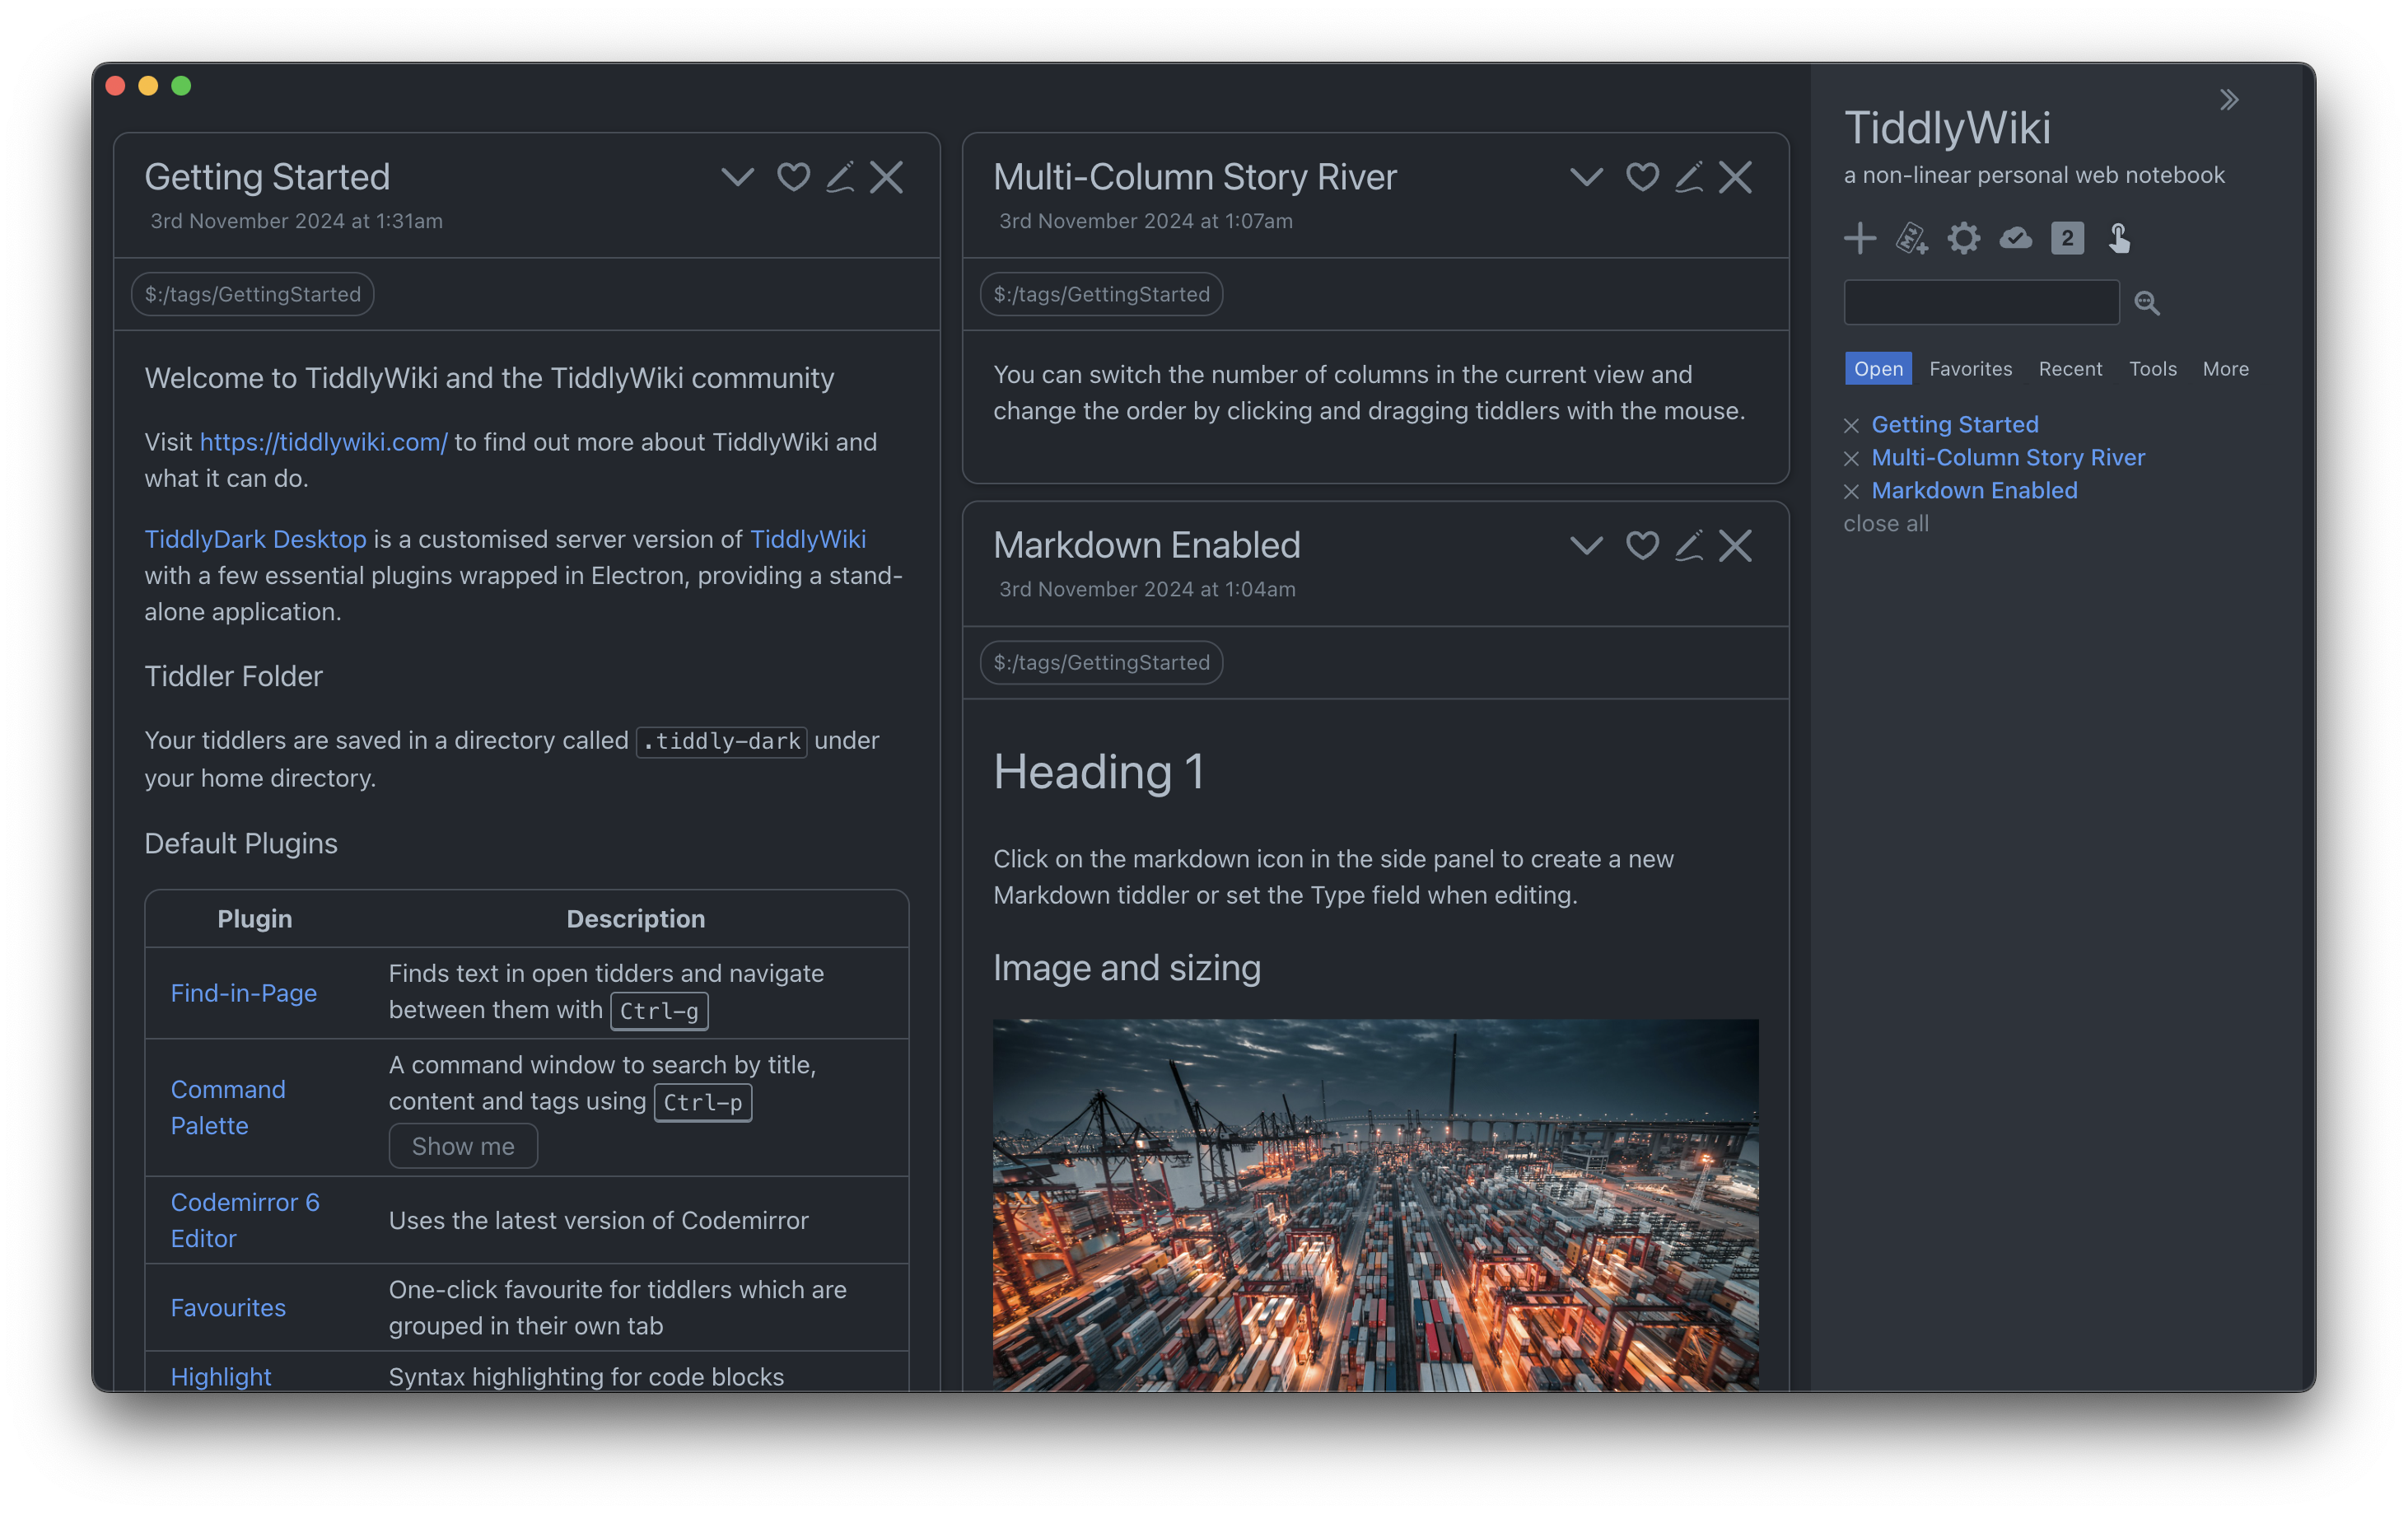 Getting Started
3rd November 2024 at 1:31am
$:/tags/GettingStarted
Welcome to TiddlyWiki and the TiddlyWiki community
Visit https://tiddlywiki.com/ to find out more about TiddlyWiki and
what it can do.
TiddlyDark Desktop is a customised server version of TiddlyWiki
with a few essential plugins wrapped in Electron, providing a stand-
alone application.
Tiddler Folder
Your tiddlers are saved in a directory called .tiddly-dark under
your home directory.
Default Plugins
Plugin Description
Find-in-Page
Finds text in open tidders and navigate
between them with Ctrl-g
Command
Palette
A command window to search by title,
content and tags using Ctrl-p
Show me
Codemirror 6
Editor
Uses the latest version of Codemirror
Favourites
One-click favourite for tiddlers which are
grouped in their own tab
Highlight Syntax highlighting for code blocks
Multi-Column Story River
3rd November 2024 at 1:07am
$:/tags/GettingStarted
You can switch the number of columns in the current view and
change the order by clicking and dragging tiddlers with the mouse.
Markdown Enabled
3rd November 2024 at 1:04am
$:/tags/GettingStarted
Heading 1
Click on the markdown icon in the side panel to create a new
Markdown tiddler or set the Type field when editing.
Image and sizing
TiddlyWiki
a non-linear personal web notebook
M
2
Open Favorites Recent Tools More
Getting Started
Multi-Column Story River
Markdown Enabled
close all